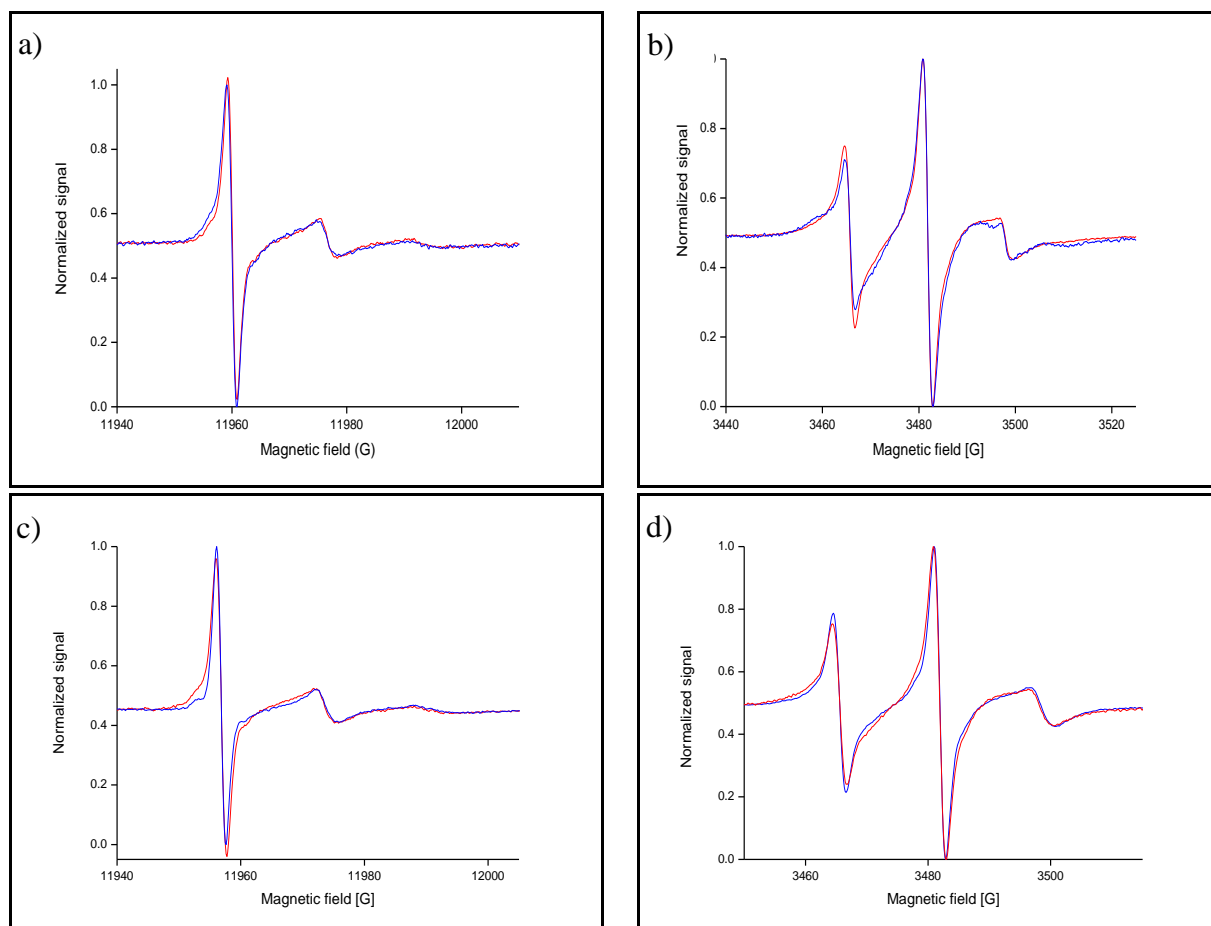 a)
1.0
0.8
0.6
0.4
0.2
0.0
Normalized signal
11940 11960 11980 12000
Magnetic field (G)
b)
)
0.8
0.6
0.4
0.2
0.0
Normalized signal
3440 3460 3480 3500 3520
Magnetic field [G]
c)
1.0
0.8
0.6
0.4
0.2
0.0
Normalized signal
11940 11960 11980 12000
Magnetic field [G]
d)
1.0
0.8
0.6
0.4
0.2
0.0
Normalized signal
3460 3480 3500
Magnetic field [G]